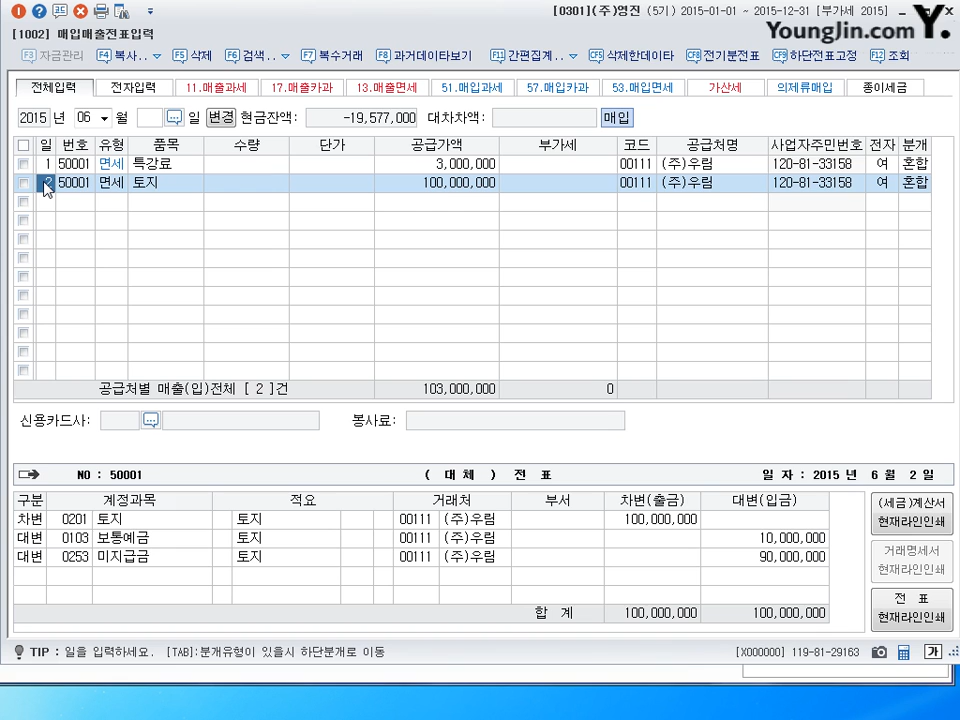 [0301](주)영진 (5기) 2015-01-01 ~ 2015-12-31 [부가세 2015]
YoungJin.com Y.
[1002] 매입매출전표입력
F3 자금관리 F4 복사.. F5 삭제 F6 검색.. F7 복수거래 F8 과거데이타보기 F11 간편집계.. CF5 삭제한데이타 CF8 전기분전표 CF9 하단전표고정 F12 조회
전체입력 전자입력 11.매출과세 17.매출카과 13.매출면세 51.매입과세 57.매입카과 53.매입면세 가산세 의제류매입 종이세금
2015 년 06 월 일 변경 현금잔액: -19,577,000 대차차액: 매입
일 번호 유형 품목 수량 단가 공급가액 부가세 코드 공급처명 사업자주민번호 전자 분개
1 50001 면세 특강료 3,000,000 00111 (주)우림 120-81-33158 여 혼합
2 50001 면세 토지 100,000,000 00111 (주)우림 120-81-33158 여 혼합
공급처별 매출(입)전체 [ 2 ]건 103,000,000 0
신용카드사: 봉사료:
NO : 50001 ( 대체 ) 전 표 일 자 : 2015 년 6 월 2 일
구분 계정과목 적요 거래처 부서 차변(출금) 대변(입금)
차변 0201 토지 토지 00111 (주)우림 100,000,000
대변 0103 보통예금 토지 00111 (주)우림 10,000,000
대변 0253 미지급금 토지 00111 (주)우림 90,000,000
합 계 100,000,000 100,000,000
(세금)계산서
현재라인인쇄
거래명세서
현재라인인쇄
전 표
현재라인인쇄
TIP : 일을 입력하세요. [TAB]:분개유형이 있을시 하단분개로 이동 [X000000] 119-81-29163 가